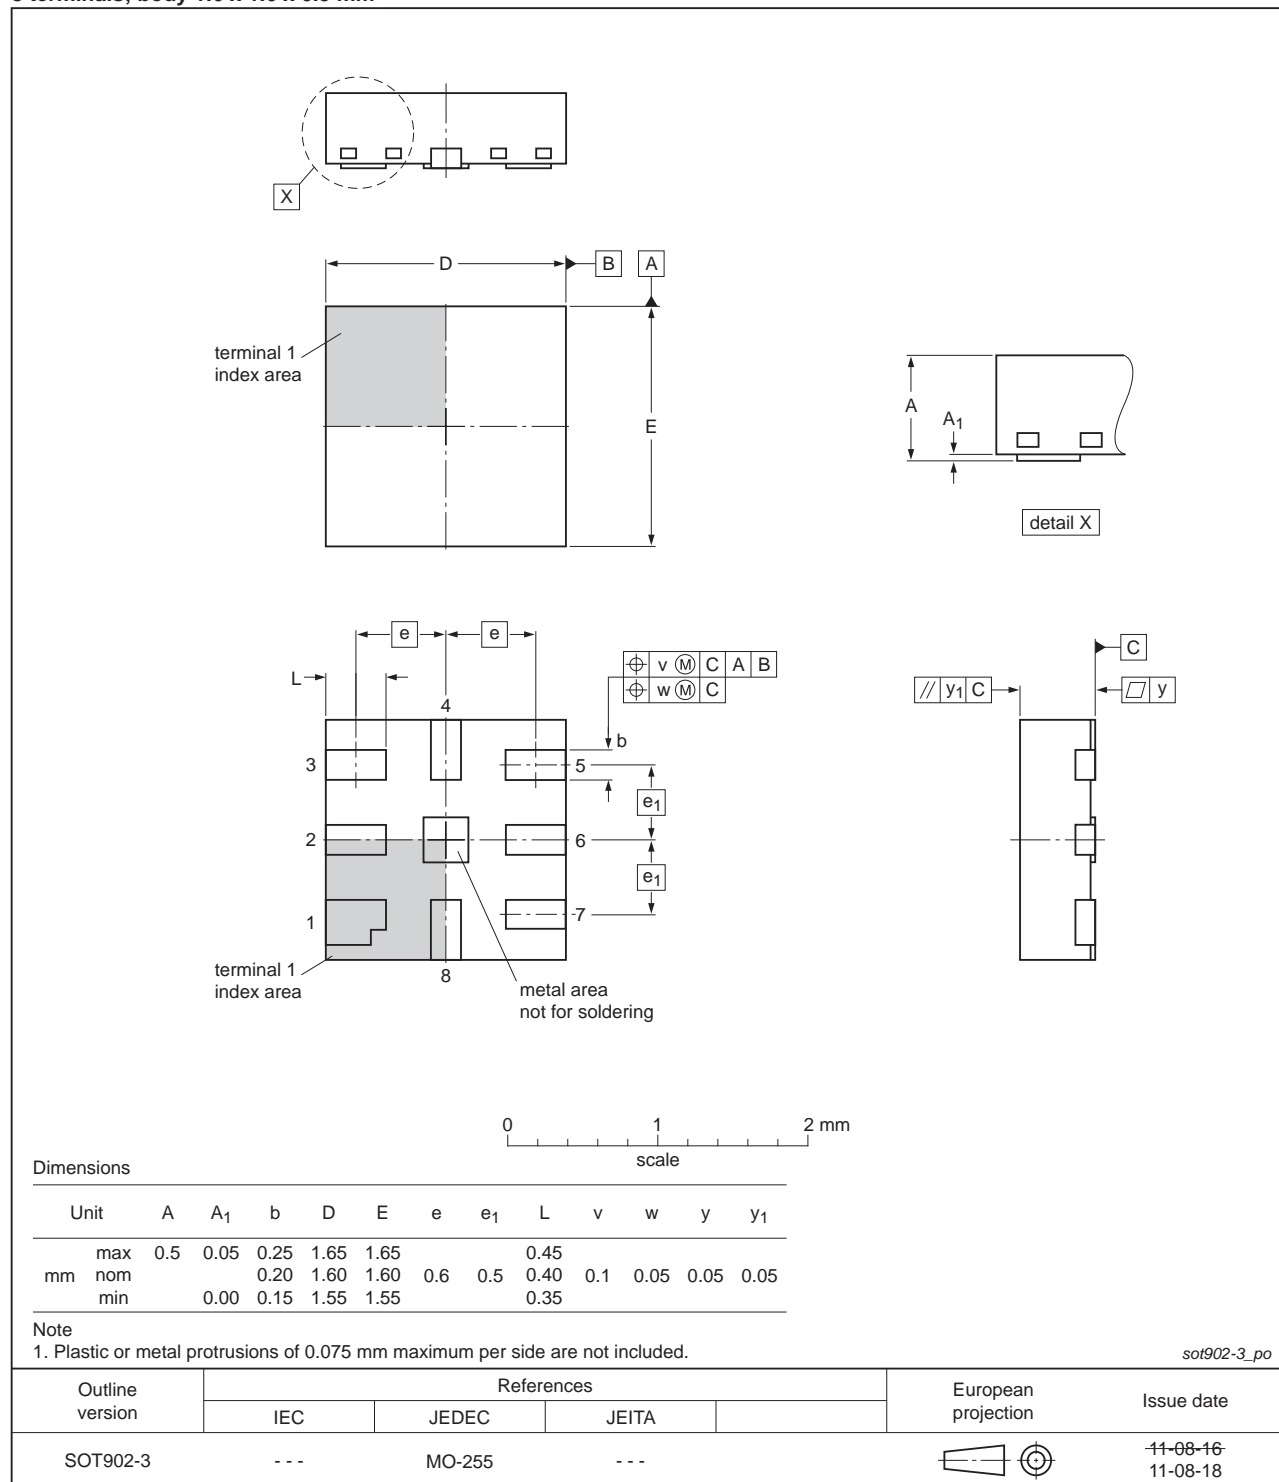 X
D B A
terminal 1
index area
E
A
A1
detail X
e e
L
4
v M C A B
w M C
b
C
// y1 C
y
3 5
e1
2 6
e1
1 7
terminal 1
index area
8
metal area
not for soldering
0 1 2 mm
scale
Dimensions
Unit A A1 b D E e e1 L v w y y1
max 0.5 0.05 0.25 1.65 1.65 0.45
mm nom 0.20 1.60 1.60 0.6 0.5 0.40 0.1 0.05 0.05 0.05
min 0.00 0.15 1.55 1.55 0.35
Note
1. Plastic or metal protrusions of 0.075 mm maximum per side are not included.
sot902-3_po
Outline version References European projection Issue date
IEC JEDEC JEITA
SOT902-3 - - - MO-255 - - - 11-08-16
11-08-18